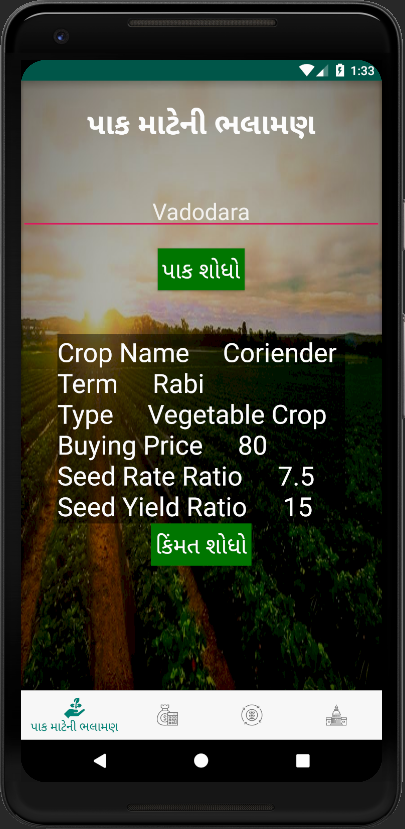 1:33
પાક માટેની ભલામણ
Vadodara
પાક શોધો
Crop Name Coriender
Term Rabi
Type Vegetable Crop
Buying Price 80
Seed Rate Ratio 7.5
Seed Yield Ratio 15
કિંમત શોધો
પાક માટેની ભલામણ